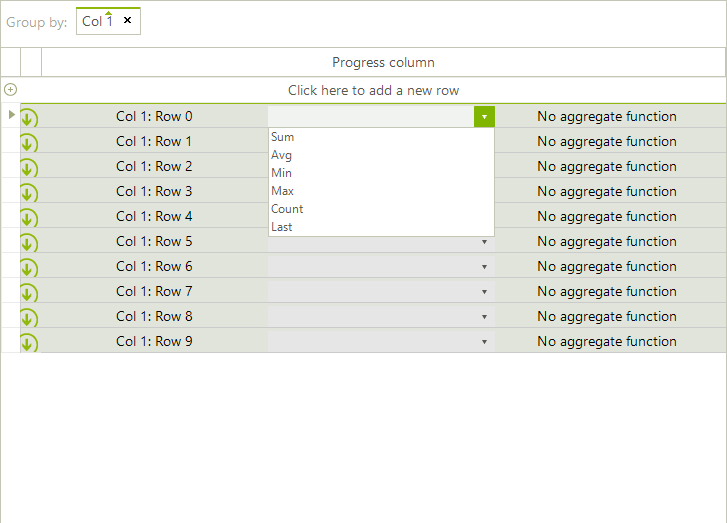 Group by: Col 1 ×
Progress column
Click here to add a new row
Col 1: Row 0 No aggregate function
Sum
Col 1: Row 1 No aggregate function
Avg
Col 1: Row 2 No aggregate function
Min
Col 1: Row 3 No aggregate function
Max
Col 1: Row 4 No aggregate function
Count
Last
Col 1: Row 5 No aggregate function
Col 1: Row 6 No aggregate function
Col 1: Row 7 No aggregate function
Col 1: Row 8 No aggregate function
Col 1: Row 9 No aggregate function